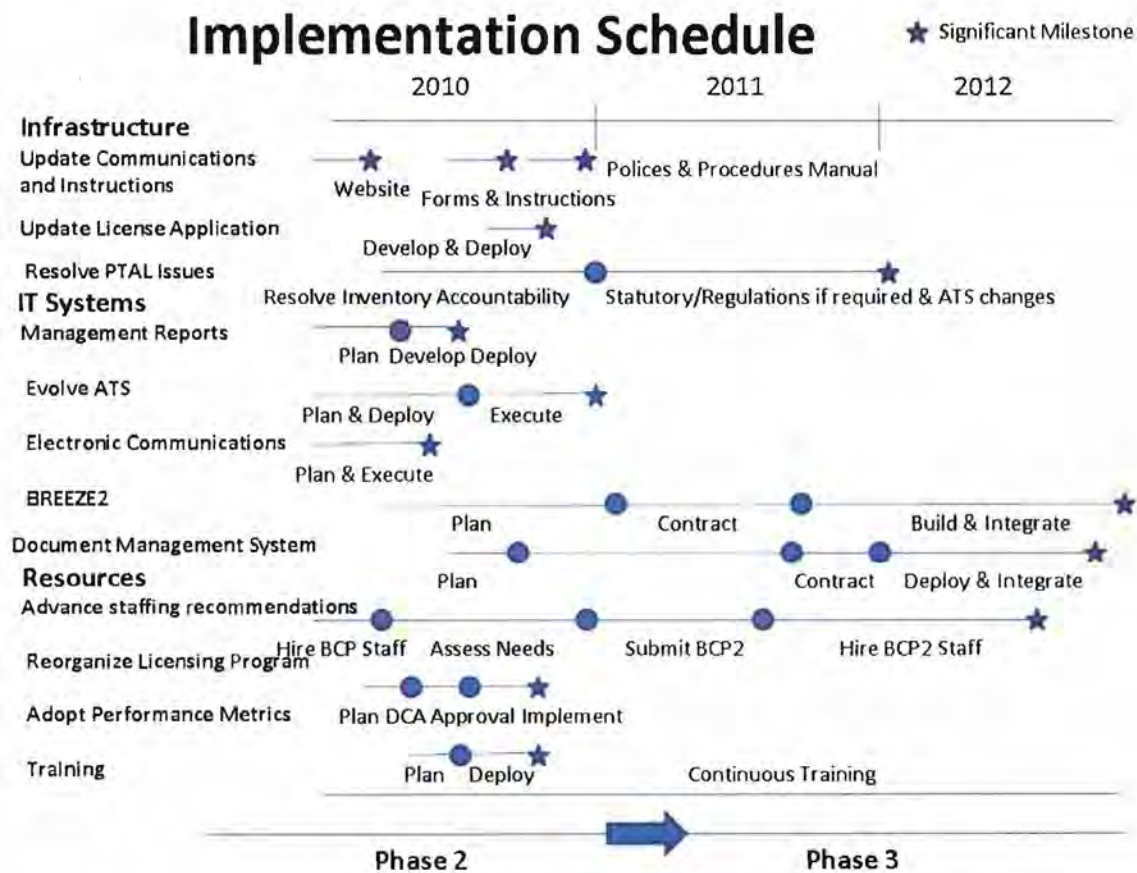 Implementation Schedule
Significant Milestone
2010 2011 2012
Infrastructure
Update Communications
and Instructions
Website
Forms & Instructions
Polices & Procedures Manual
Update License Application
Develop & Deploy
Resolve PTAL Issues
Resolve Inventory Accountability
Statutory/Regulations if required & ATS changes
IT Systems
Management Reports
Plan Develop Deploy
Evolve ATS
Plan & Deploy
Execute
Electronic Communications
Plan & Execute
BREEZE2
Plan
Contract
Build & Integrate
Document Management System
Plan
Contract
Deploy & Integrate
Resources
Advance staffing recommendations
Hire BCP Staff
Assess Needs
Submit BCP2
Hire BCP2 Staff
Reorganize Licensing Program
Plan DCA Approval Implement
Adopt Performance Metrics
Plan
Deploy
Training
Continuous Training
Phase 2
Phase 3